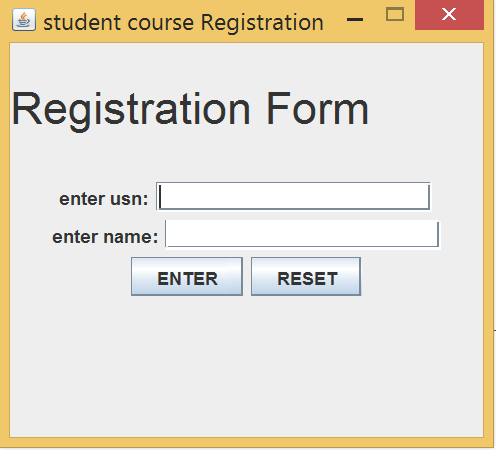 student course Registration
Registration Form
enter usn:
enter name:
ENTER RESET